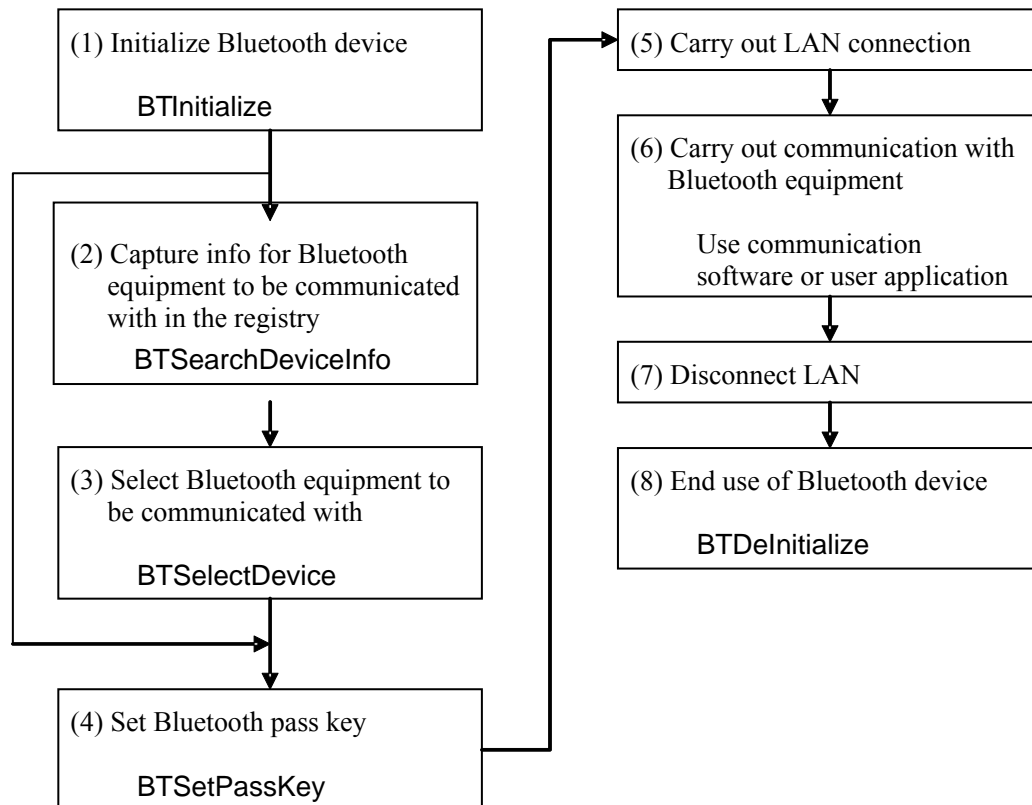 (1) Initialize Bluetooth device
BTInitialize
(2) Capture info for Bluetooth
equipment to be communicated
with in the registry
BTSearchDeviceInfo
(3) Select Bluetooth equipment to
be communicated with
BTSelectDevice
(4) Set Bluetooth pass key
BTSetPassKey
(5) Carry out LAN connection
(6) Carry out communication with
Bluetooth equipment
Use communication
software or user application
(7) Disconnect LAN
(8) End use of Bluetooth device
BTDeInitialize